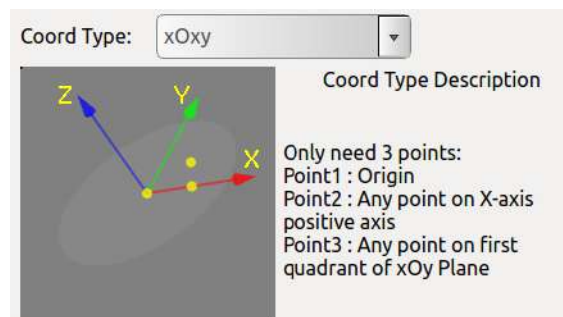 Coord Type: xOxy
Coord Type Description
Z
Y
X
Only need 3 points:
Point1 : Origin
Point2 : Any point on X-axis
positive axis
Point3 : Any point on first
quadrant of xOy Plane